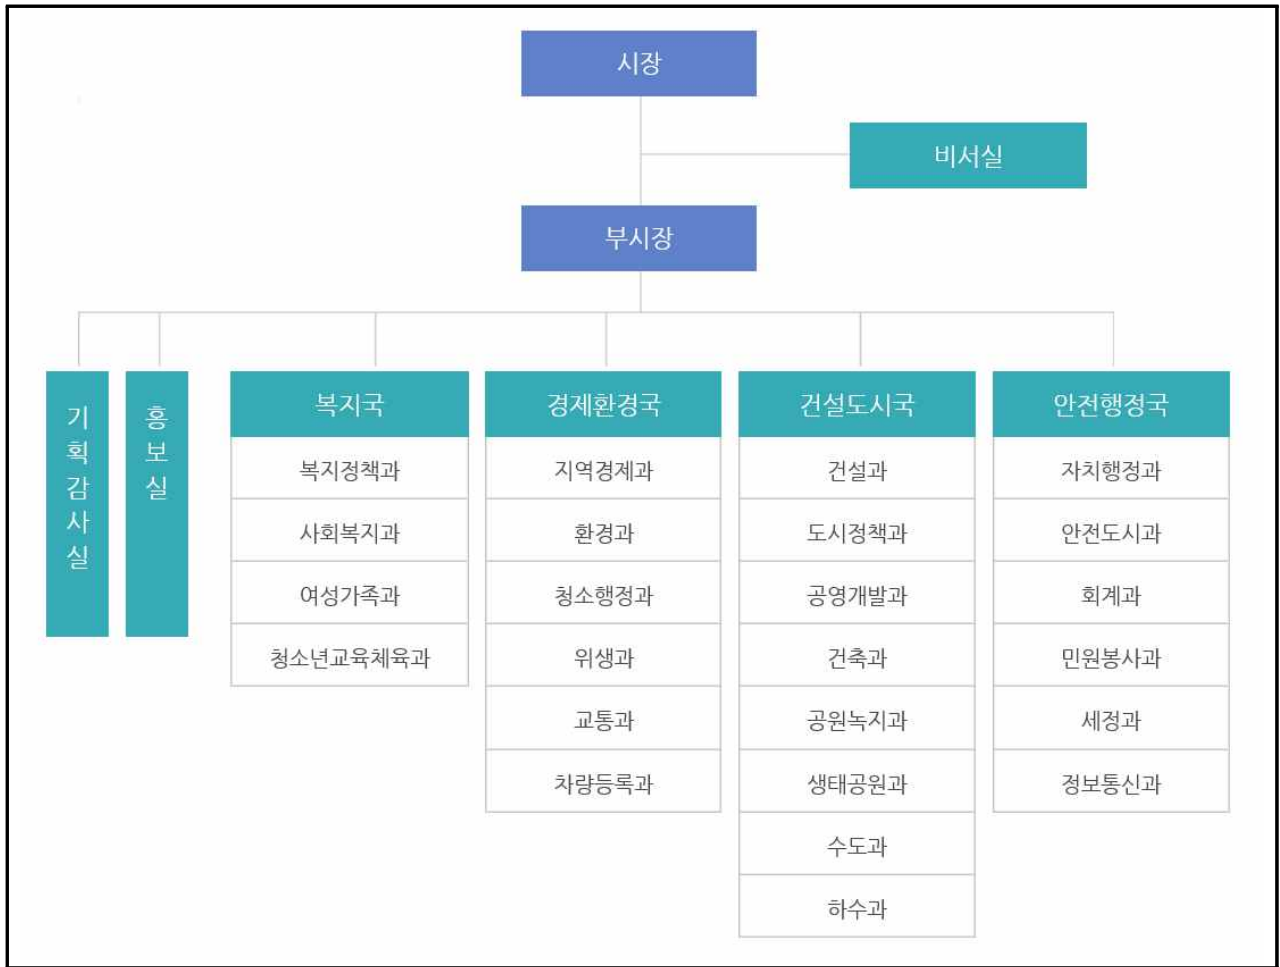 시장
비서실
부시장
기획감사실
홍보실
복지국
복지정책과
사회복지과
여성가족과
청소년교육체육과
경제환경국
지역경제과
환경과
청소행정과
위생과
교통과
차량등록과
건설도시국
건설과
도시정책과
공영개발과
건축과
공원녹지과
생태공원과
수도과
하수과
안전행정국
자치행정과
안전도시과
회계과
민원봉사과
세정과
정보통신과